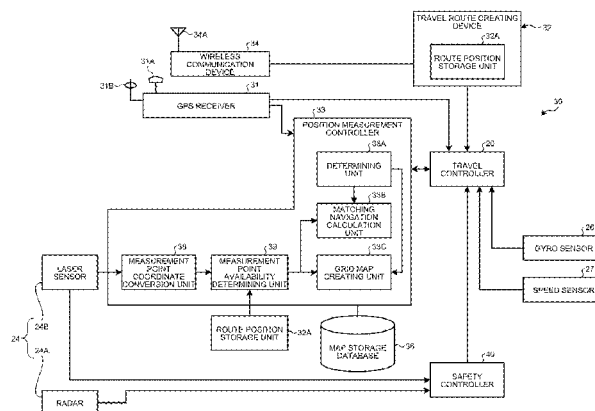 34A
34
WIRELESS
COMMUNICATION
DEVICE
TRAVEL ROUTE CREATING
DEVICE
32A
ROUTE POSITION
STORAGE UNIT
32
31A
31B
31
GPS RECEIVER
33
POSITION MEASUREMENT
CONTROLLER
30
33A
DETERMINING
UNIT
20
TRAVEL
CONTROLLER
33B
MATCHING
NAVIGATION
CALCULATION
UNIT
26
GYRO SENSOR
LASER
SENSOR
38
MEASUREMENT
POINT
COORDINATE
CONVERSION UNIT
39
MEASUREMENT
POINT
AVAILABILITY
DETERMINING UNIT
33C
GRID MAP
CREATING UNIT
27
SPEED SENSOR
ROUTE POSITION
STORAGE UNIT
32A
MAP STORAGE
DATABASE
36
24B
24
24A
40
SAFETY
CONTROLLER
RADAR